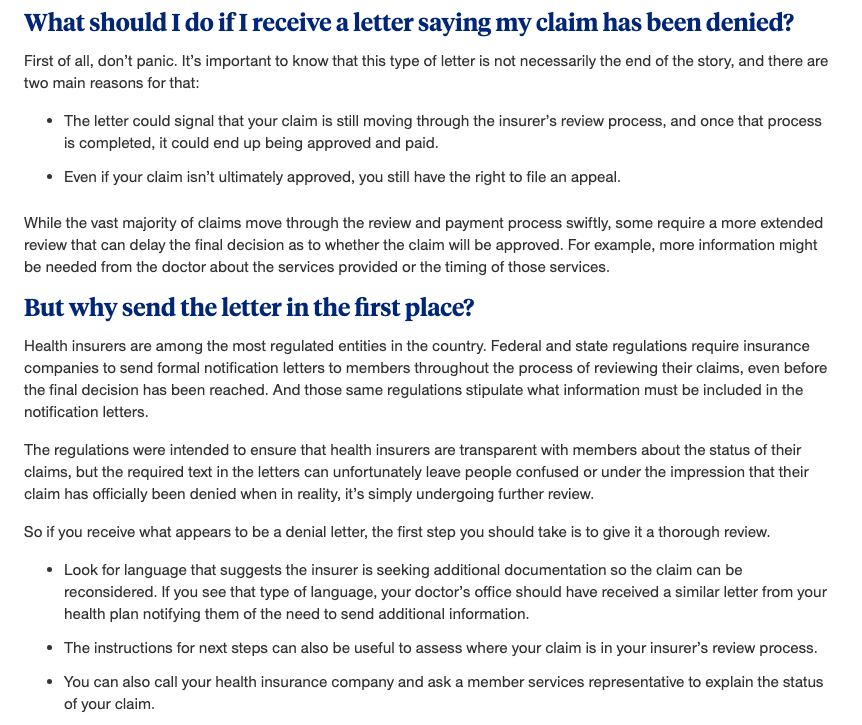 What should I do if I receive a letter saying my claim has been denied?
First of all, don’t panic. It’s important to know that this type of letter is not necessarily the end of the story, and there are
two main reasons for that:
• The letter could signal that your claim is still moving through the insurer’s review process, and once that process
is completed, it could end up being approved and paid.
• Even if your claim isn’t ultimately approved, you still have the right to file an appeal.
While the vast majority of claims move through the review and payment process swiftly, some require a more extended
review that can delay the final decision as to whether the claim will be approved. For example, more information might
be needed from the doctor about the services provided or the timing of those services.
But why send the letter in the first place?
Health insurers are among the most regulated entities in the country. Federal and state regulations require insurance
companies to send formal notification letters to members throughout the process of reviewing their claims, even before
the final decision has been reached. And those same regulations stipulate what information must be included in the
notification letters.
The regulations were intended to ensure that health insurers are transparent with members about the status of their
claims, but the required text in the letters can unfortunately leave people confused or under the impression that their
claim has officially been denied when in reality, it’s simply undergoing further review.
So if you receive what appears to be a denial letter, the first step you should take is to give it a thorough review.
• Look for language that suggests the insurer is seeking additional documentation so the claim can be
reconsidered. If you see that type of language, your doctor’s office should have received a similar letter from your
health plan notifying them of the need to send additional information.
• The instructions for next steps can also be useful to assess where your claim is in your insurer’s review process.
• You can also call your health insurance company and ask a member services representative to explain the status
of your claim.